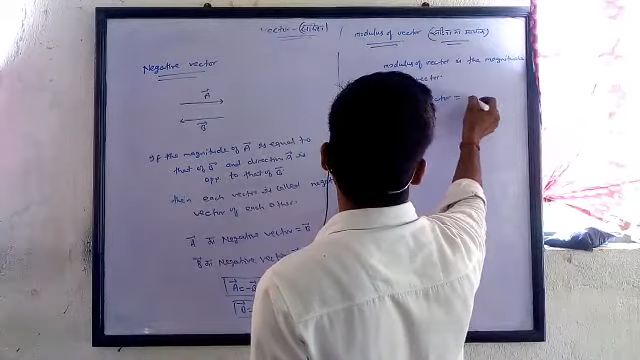 vector - (सदिश)
modulus of vector (सदिश का मापांक)
Negative vector
modulus of vector is the magnitude
vector.
A⃗
ctor =
B⃗
If the magnitude of A⃗ is equal to
that of B⃗ and direction A⃗ is
opp to that of B⃗
then each vector is called nega
vector of each other.
A⃗ का Negative vector = B⃗
B⃗ का Negative vector
A⃗ = -B⃗
B⃗ =